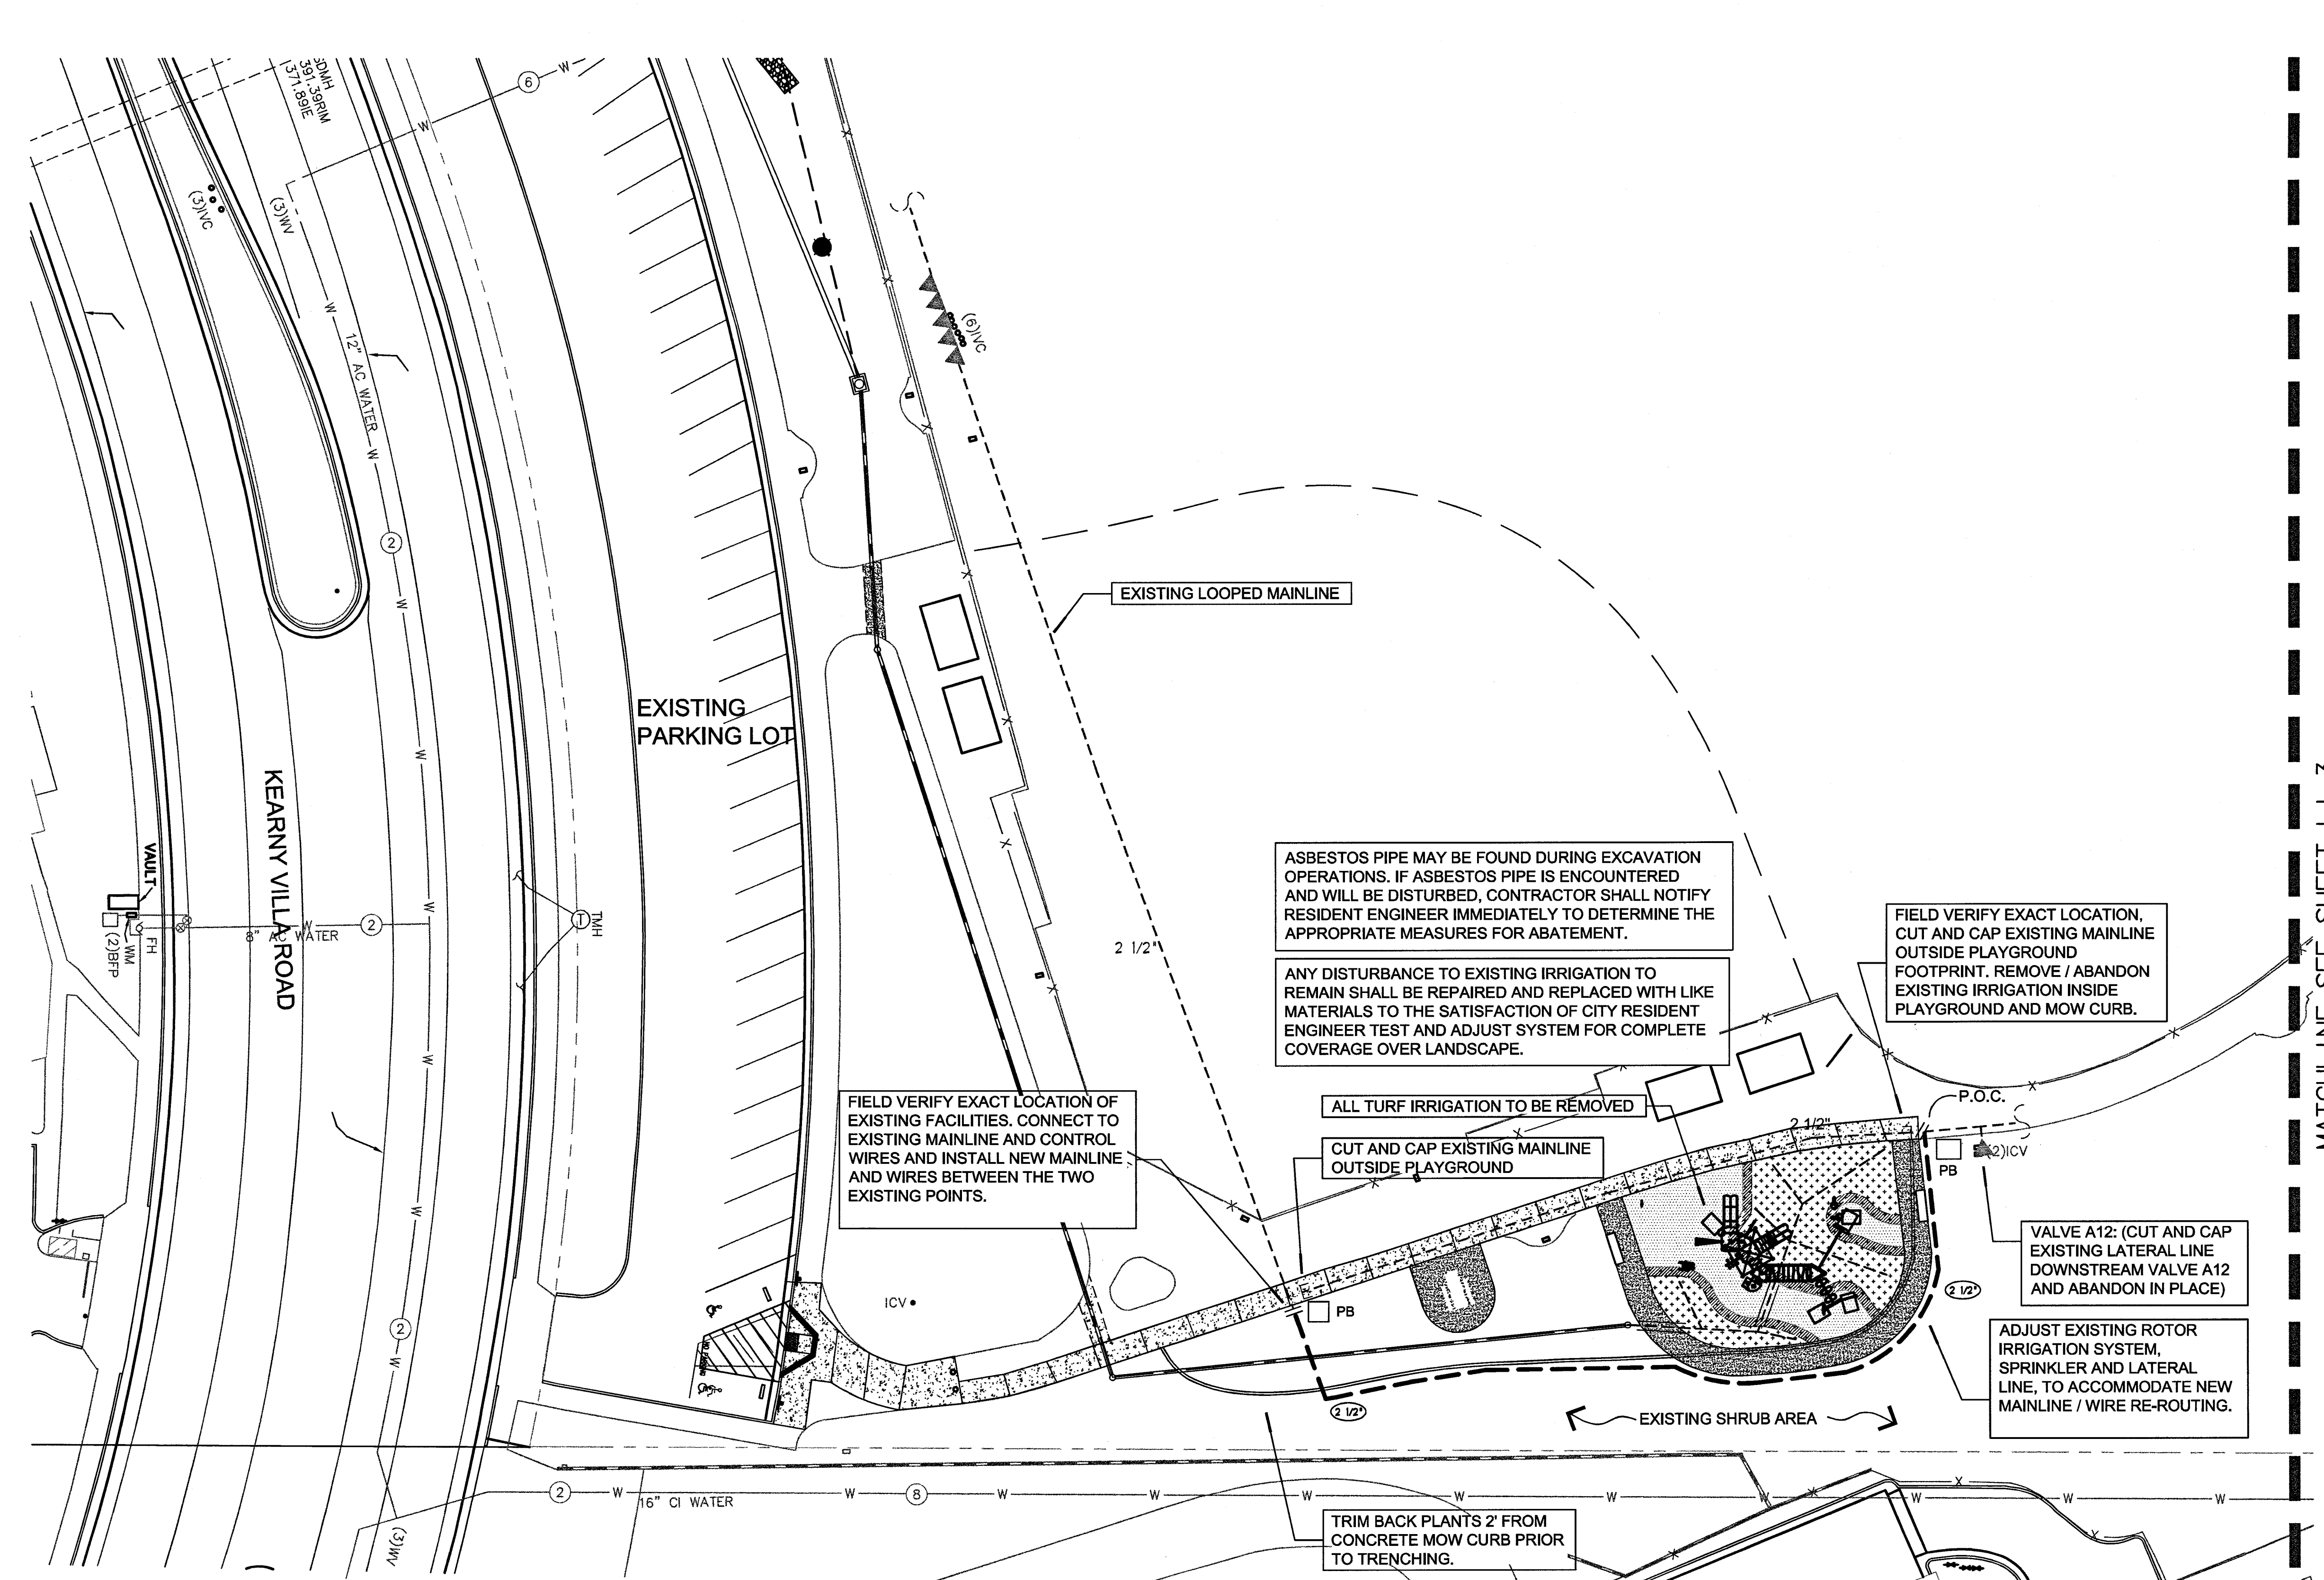 SDMH
391.39RIM
371.89IE
6
W
W
(3)IVC
(3)WV
W
12" AC WATER
W
(6)IVC
2
W
EXISTING LOOPED MAINLINE
EXISTING
PARKING LOT
W
KEARNY VILLA ROAD
VAULT
WM
FH
(2)BFP
8" AC WATER
W
2
W
T
TMH
2 1/2"
ASBESTOS PIPE MAY BE FOUND DURING EXCAVATION
OPERATIONS. IF ASBESTOS PIPE IS ENCOUNTERED
AND WILL BE DISTURBED, CONTRACTOR SHALL NOTIFY
RESIDENT ENGINEER IMMEDIATELY TO DETERMINE THE
APPROPRIATE MEASURES FOR ABATEMENT.
ANY DISTURBANCE TO EXISTING IRRIGATION TO
REMAIN SHALL BE REPAIRED AND REPLACED WITH LIKE
MATERIALS TO THE SATISFACTION OF CITY RESIDENT
ENGINEER TEST AND ADJUST SYSTEM FOR COMPLETE
COVERAGE OVER LANDSCAPE.
FIELD VERIFY EXACT LOCATION,
CUT AND CAP EXISTING MAINLINE
OUTSIDE PLAYGROUND
FOOTPRINT. REMOVE / ABANDON
EXISTING IRRIGATION INSIDE
PLAYGROUND AND MOW CURB.
FIELD VERIFY EXACT LOCATION OF
EXISTING FACILITIES. CONNECT TO
EXISTING MAINLINE AND CONTROL
WIRES AND INSTALL NEW MAINLINE
AND WIRES BETWEEN THE TWO
EXISTING POINTS.
ALL TURF IRRIGATION TO BE REMOVED
CUT AND CAP EXISTING MAINLINE
OUTSIDE PLAYGROUND
2 1/2"
P.O.C.
PB
(2)ICV
W
W
VALVE A12: (CUT AND CAP
EXISTING LATERAL LINE
DOWNSTREAM VALVE A12
AND ABANDON IN PLACE)
2 1/2"
ICV
PB
2
W
NO PARKING
ADJUST EXISTING ROTOR
IRRIGATION SYSTEM,
SPRINKLER AND LATERAL
LINE, TO ACCOMMODATE NEW
MAINLINE / WIRE RE-ROUTING.
2 1/2"
EXISTING SHRUB AREA
2
W
16" CI WATER
W
8
W
W
W
W
W
W
W
W
W
(3)WV
TRIM BACK PLANTS 2' FROM
CONCRETE MOW CURB PRIOR
TO TRENCHING.